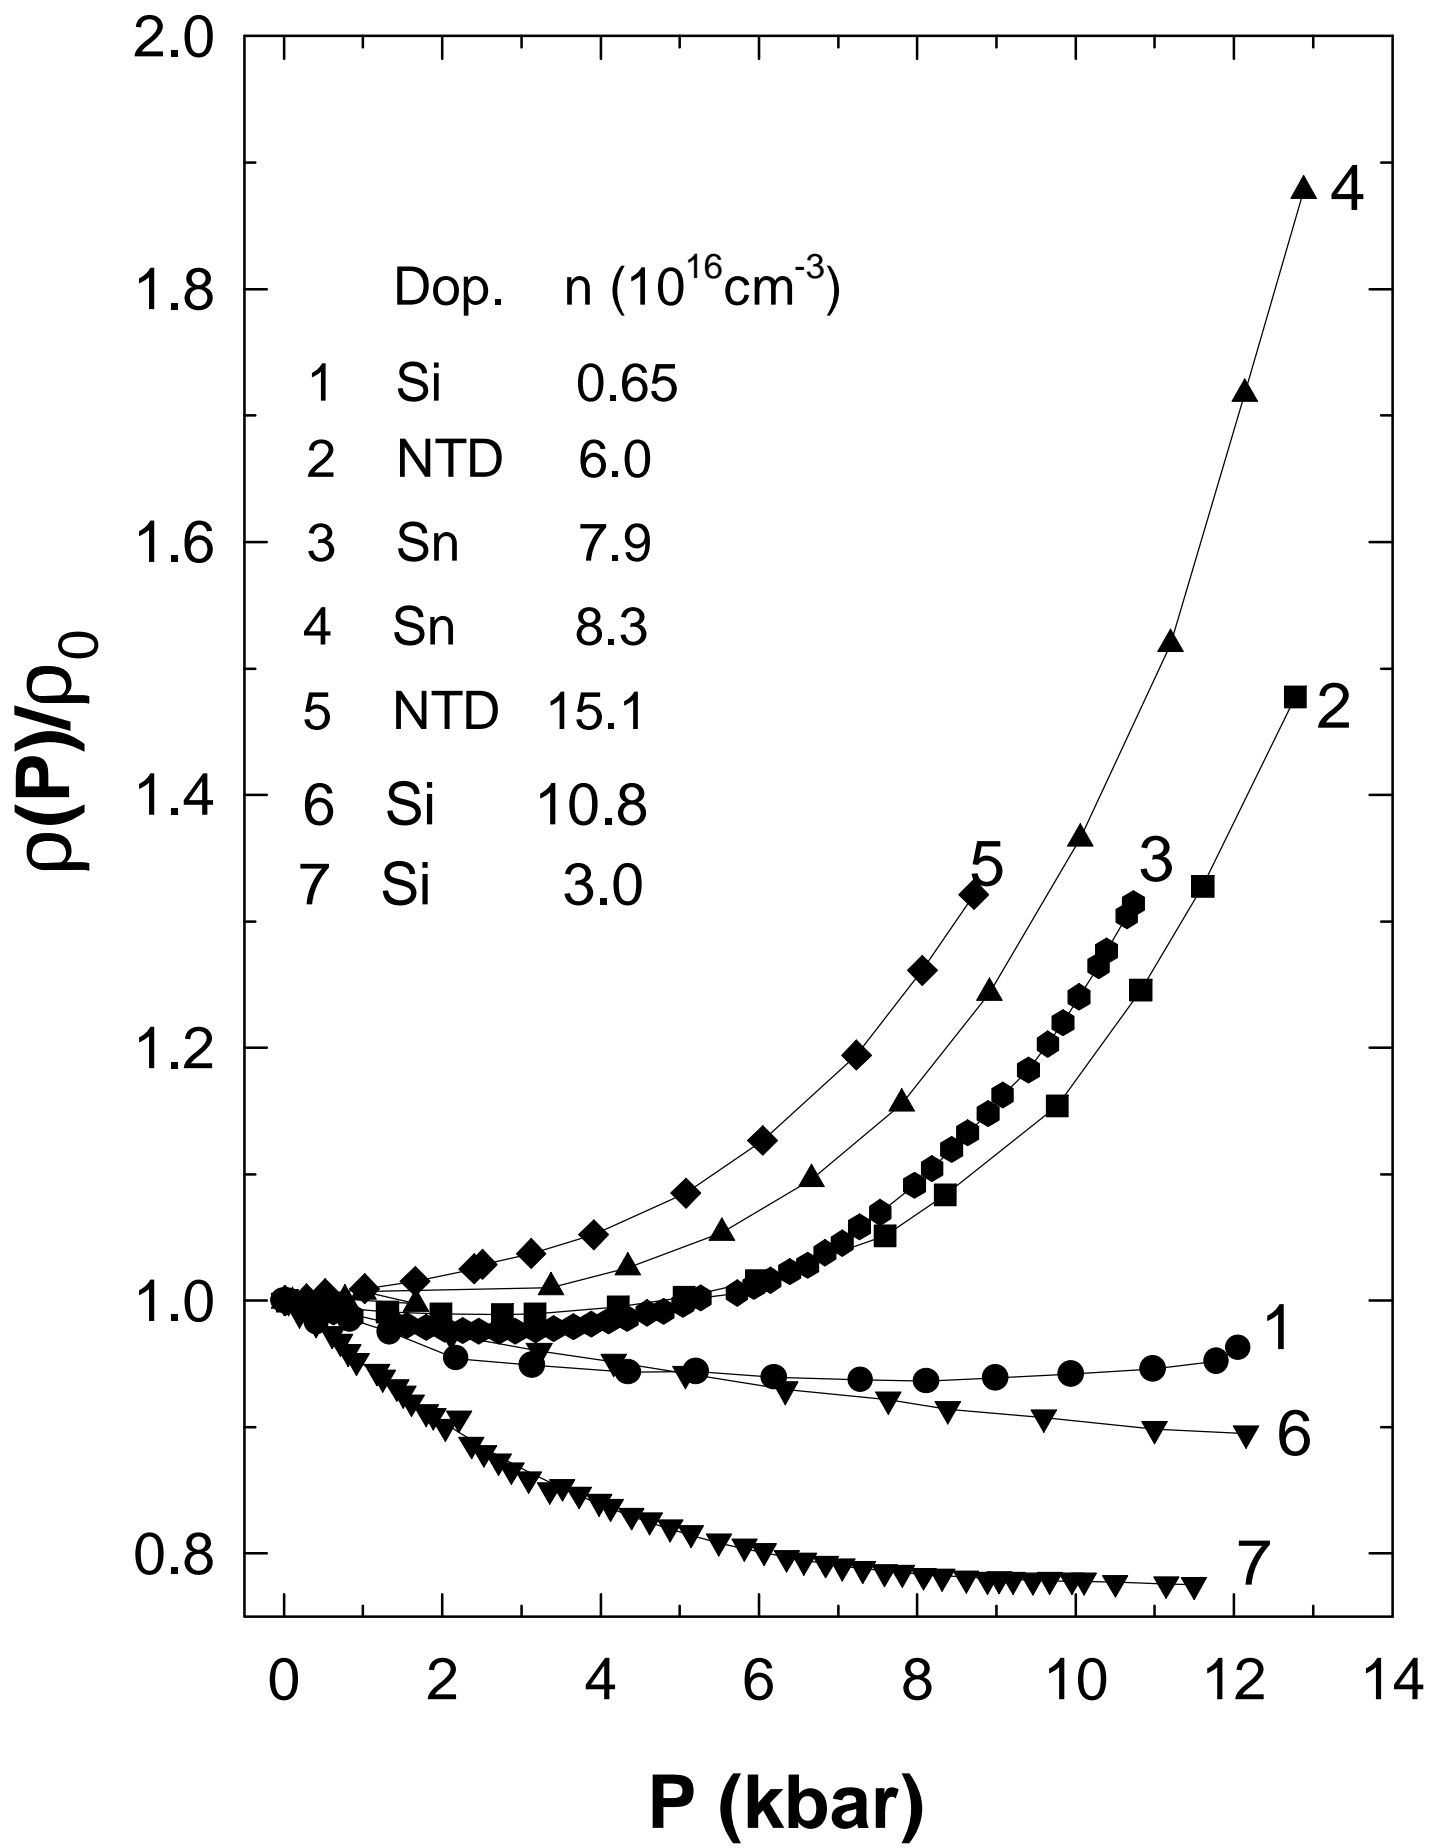 2.0
1.8
1.6
1.4
1.2
1.0
0.8
ρ(P)/ρ0
Dop. n (10^16cm^-3)
1 Si 0.65
2 NTD 6.0
3 Sn 7.9
4 Sn 8.3
5 NTD 15.1
6 Si 10.8
7 Si 3.0
4
2
5
3
1
6
7
0 2 4 6 8 10 12 14
P (kbar)